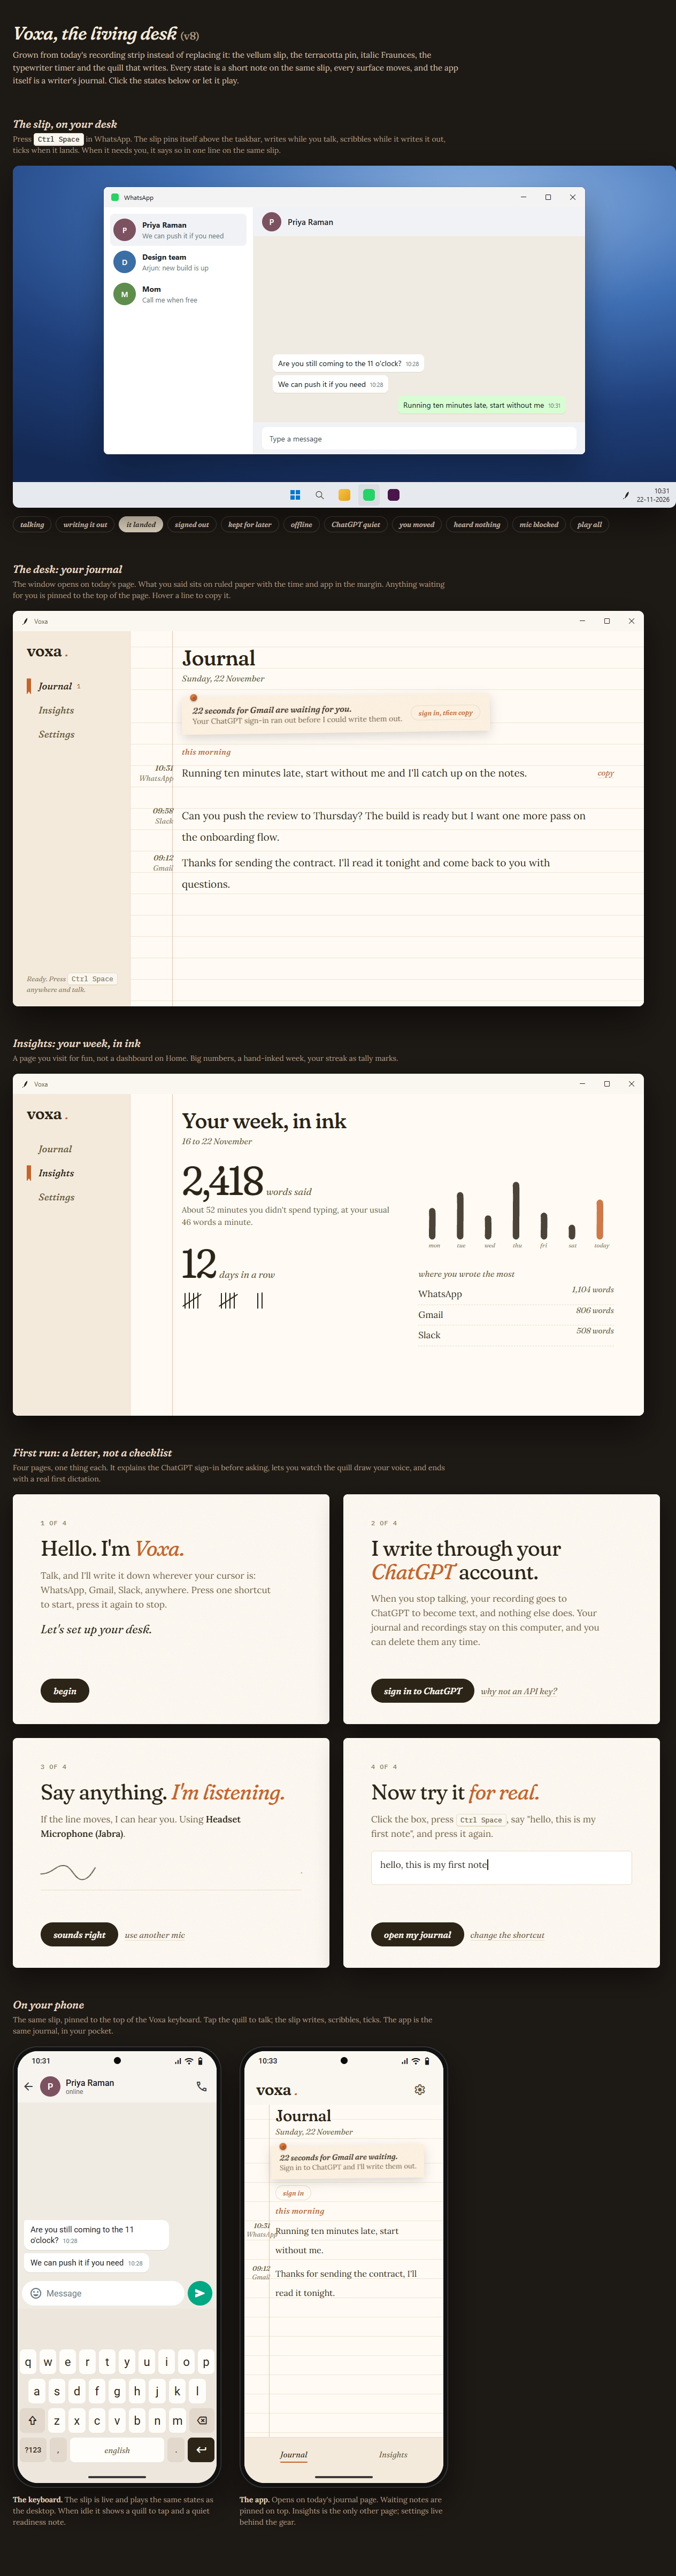 Voxa, the living desk (v8)
Grown from today's recording strip instead of replacing it: the vellum slip, the terracotta pin, italic Fraunces, the
typewriter timer and the quill that writes. Every state is a short note on the same slip, every surface moves, and the app
itself is a writer's journal. Click the states below or let it play.
The slip, on your desk
Press Ctrl Space in WhatsApp. The slip pins itself above the taskbar, writes while you talk, scribbles while it writes it out,
ticks when it lands. When it needs you, it says so in one line on the same slip.
WhatsApp
P
Priya Raman
We can push it if you need
D
Design team
Arjun: new build is up
M
Mom
Call me when free
P
Priya Raman
Are you still coming to the 11 o'clock? 10:28
We can push it if you need 10:28
Running ten minutes late, start without me 10:31
Type a message
10:31
22-11-2026
talking
writing it out
it landed
signed out
kept for later
offline
ChatGPT quiet
you moved
heard nothing
mic blocked
play all
The desk: your journal
The window opens on today's page. What you said sits on ruled paper with the time and app in the margin. Anything waiting
for you is pinned to the top of the page. Hover a line to copy it.
Voxa
voxa.
Journal 1
Insights
Settings
Ready. Press Ctrl Space
anywhere and talk.
Journal
Sunday, 22 November
22 seconds for Gmail are waiting for you.
Your ChatGPT sign-in ran out before I could write them out.
sign in, then copy
this morning
10:31
WhatsApp
Running ten minutes late, start without me and I'll catch up on the notes.
copy
09:58
Slack
Can you push the review to Thursday? The build is ready but I want one more pass on
the onboarding flow.
09:12
Gmail
Thanks for sending the contract. I'll read it tonight and come back to you with
questions.
Insights: your week, in ink
A page you visit for fun, not a dashboard on Home. Big numbers, a hand-inked week, your streak as tally marks.
Voxa
voxa.
Journal
Insights
Settings
Your week, in ink
16 to 22 November
2,418 words said
About 52 minutes you didn't spend typing, at your usual
46 words a minute.
12 days in a row
mon
tue
wed
thu
fri
sat
today
where you wrote the most
WhatsApp 1,104 words
Gmail 806 words
Slack 508 words
First run: a letter, not a checklist
Four pages, one thing each. It explains the ChatGPT sign-in before asking, lets you watch the quill draw your voice, and ends
with a real first dictation.
1 OF 4
Hello. I'm Voxa.
Talk, and I'll write it down wherever your cursor is:
WhatsApp, Gmail, Slack, anywhere. Press one shortcut
to start, press it again to stop.
Let's set up your desk.
begin
2 OF 4
I write through your
ChatGPT account.
When you stop talking, your recording goes to
ChatGPT to become text, and nothing else does. Your
journal and recordings stay on this computer, and you
can delete them any time.
sign in to ChatGPT
why not an API key?
3 OF 4
Say anything. I'm listening.
If the line moves, I can hear you. Using Headset
Microphone (Jabra).
sounds right
use another mic
4 OF 4
Now try it for real.
Click the box, press Ctrl Space, say "hello, this is my
first note", and press it again.
hello, this is my first note
open my journal
change the shortcut
On your phone
The same slip, pinned to the top of the Voxa keyboard. Tap the quill to talk; the slip writes, scribbles, ticks. The app is the
same journal, in your pocket.
10:31
P
Priya Raman
online
Are you still coming to the 11
o'clock? 10:28
We can push it if you need 10:28
Message
q w e r t y u i o p
a s d f g h j k l
z x c v b n m
?123 , english .
The keyboard. The slip is live and plays the same states as
the desktop. When idle it shows a quill to tap and a quiet
readiness note.
10:33
voxa.
Journal
Sunday, 22 November
22 seconds for Gmail are waiting.
Sign in to ChatGPT and I'll write them out.
sign in
this morning
10:31
WhatsApp
Running ten minutes late, start
without me.
09:12
Gmail
Thanks for sending the contract, I'll
read it tonight.
Journal
Insights
The app. Opens on today's journal page. Waiting notes are
pinned on top. Insights is the only other page; settings live
behind the gear.